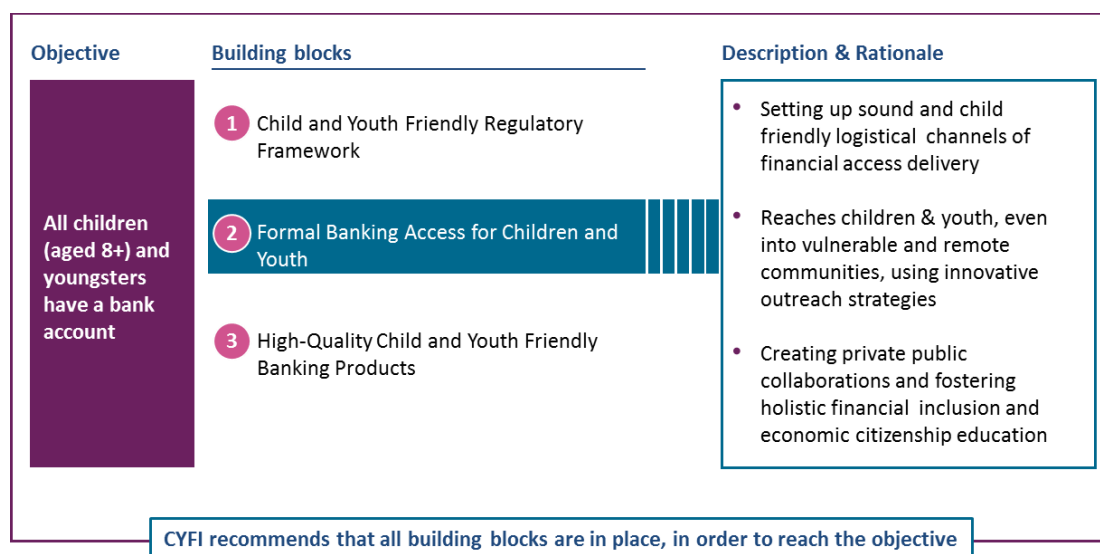 Objective
Building blocks
Description & Rationale
All children
(aged 8+) and
youngsters
have a bank
account
1 Child and Youth Friendly Regulatory
Framework
2 Formal Banking Access for Children and
Youth
3 High-Quality Child and Youth Friendly
Banking Products
• Setting up sound and child
friendly logistical channels of
financial access delivery
• Reaches children & youth, even
into vulnerable and remote
communities, using innovative
outreach strategies
• Creating private public
collaborations and fostering
holistic financial inclusion and
economic citizenship education
CYFI recommends that all building blocks are in place, in order to reach the objective